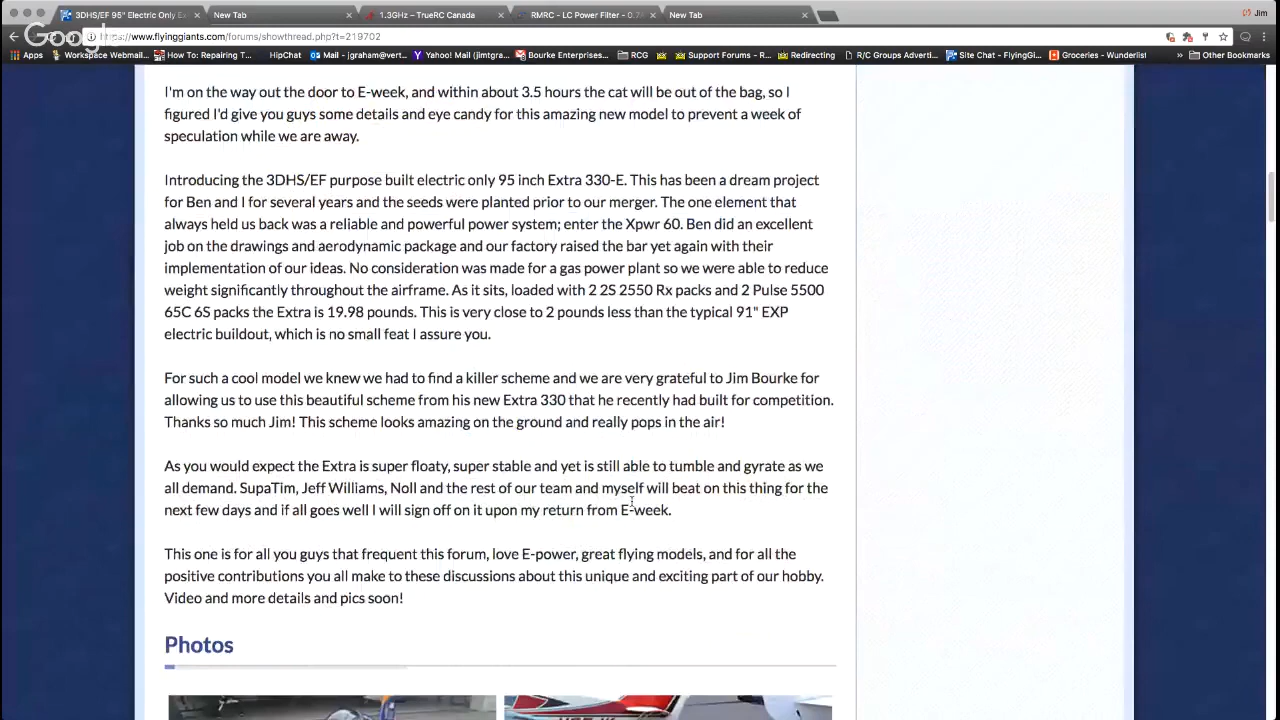 3DHS/EF 95" Electric Only Ex
New Tab
1.3GHz – TrueRC Canada
RMRC - LC Power Filter - 0.7
New Tab
Jim
Google
https://www.flyinggiants.com/forums/showthread.php?t=219702
Apps
Workspace Webmail
How To: Repairing T
HipChat
Mail - jgraham@vert
Yahoo! Mail (jimtgra
Bourke Enterprises
RCG
Support Forums - R
Redirecting
R/C Groups Adverti
Site Chat - FlyingGi
Groceries - Wunderlist
» Other Bookmarks
I'm on the way out the door to E-week, and within about 3.5 hours the cat will be out of the bag, so I
figured I'd give you guys some details and eye candy for this amazing new model to prevent a week of
speculation while we are away.
Introducing the 3DHS/EF purpose built electric only 95 inch Extra 330-E. This has been a dream project
for Ben and I for several years and the seeds were planted prior to our merger. The one element that
always held us back was a reliable and powerful power system; enter the Xpwr 60. Ben did an excellent
job on the drawings and aerodynamic package and our factory raised the bar yet again with their
implementation of our ideas. No consideration was made for a gas power plant so we were able to reduce
weight significantly throughout the airframe. As it sits, loaded with 2 2S 2550 Rx packs and 2 Pulse 5500
65C 6S packs the Extra is 19.98 pounds. This is very close to 2 pounds less than the typical 91" EXP
electric buildout, which is no small feat I assure you.
For such a cool model we knew we had to find a killer scheme and we are very grateful to Jim Bourke for
allowing us to use this beautiful scheme from his new Extra 330 that he recently had built for competition.
Thanks so much Jim! This scheme looks amazing on the ground and really pops in the air!
As you would expect the Extra is super floaty, super stable and yet is still able to tumble and gyrate as we
all demand. SupaTim, Jeff Williams, Noll and the rest of our team and myself will beat on this thing for the
next few days and if all goes well I will sign off on it upon my return from E-week.
This one is for all you guys that frequent this forum, love E-power, great flying models, and for all the
positive contributions you all make to these discussions about this unique and exciting part of our hobby.
Video and more details and pics soon!
Photos